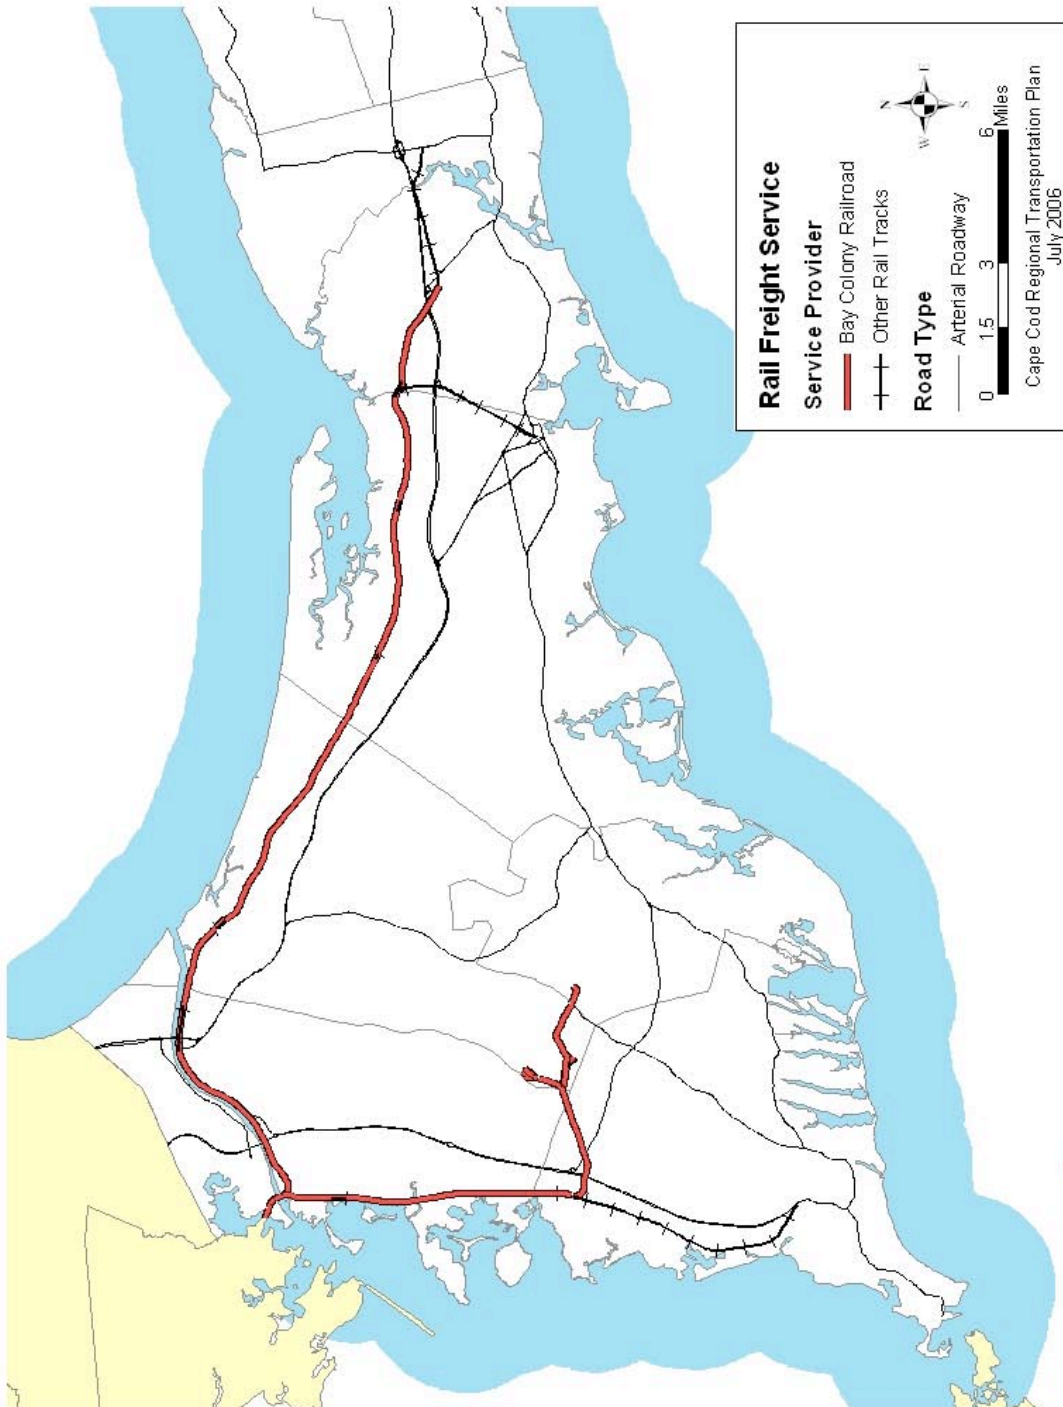 Rail Freight Service
Service Provider
Bay Colony Railroad
Other Rail Tracks
Road Type
Arterial Roadway
N
W E
S
0 1.5 3 6
Miles
Cape Cod Regional Transportation Plan
July 2006